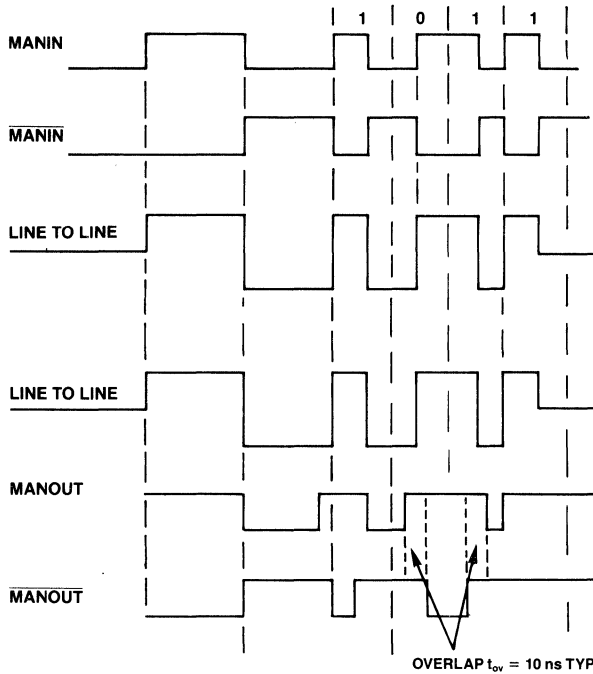 1 0 1 1
MANIN
MANIN
LINE TO LINE
LINE TO LINE
MANOUT
MANOUT
OVERLAP tov = 10 ns TYP